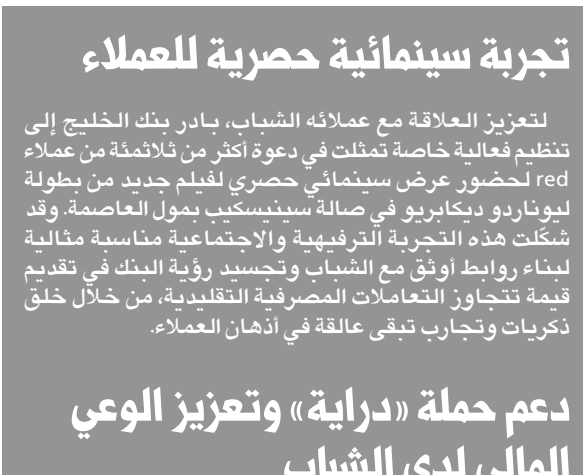 تجربة سينمائية حصرية للعملاء
لتعزيز العلاقة مع عملائه الشباب، بادر بنك الخليج إلى
تنظيم فعالية خاصة تمثلت في دعوة أكثر من ثلاثمئة من عملاء
red لحضور عرض سينمائي حصري لفيلم جديد من بطولة
ليوناردو ديكابريو في صالة سينيسكيب بمول العاصمة. وقد
شكّلت هذه التجربة الترفيهية والاجتماعية مناسبة مثالية
لبناء روابط أوثق مع الشباب وتجسيد رؤية البنك في تقديم
قيمة تتجاوز التعاملات المصرفية التقليدية، من خلال خلق
ذكريات وتجارب تبقى عالقة في أذهان العملاء.
دعم حملة «دراية» وتعزيز الوعي
المالي لدى الشباب